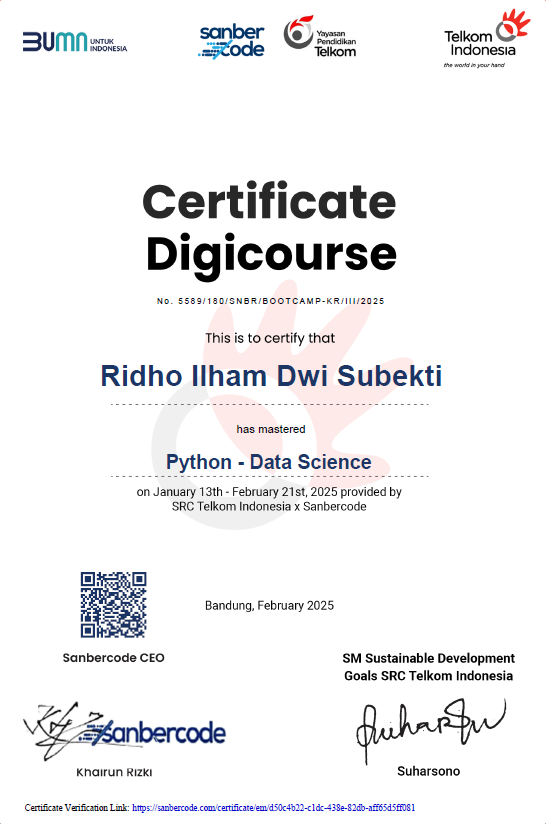 BUMN UNTUK
INDONESIA
sanber
code
Yayasan
Pendidikan
Telkom
Telkom
Indonesia
the world in your hand
Certificate
Digicourse
No. 5589/180/SNBR/BOOTCAMP-KR/III/2025
This is to certify that
Ridho Ilham Dwi Subekti
has mastered
Python - Data Science
on January 13th - February 21st, 2025 provided by
SRC Telkom Indonesia x Sanbercode
Bandung, February 2025
Sanbercode CEO
SM Sustainable Development
Goals SRC Telkom Indonesia
sanbercode
Suharso
Khairun Rizki
Suharsono
Certificate Verification Link: https://sanbercode.com/certificate/em/d50c4b22-c1dc-438e-82db-aff65d5ff081